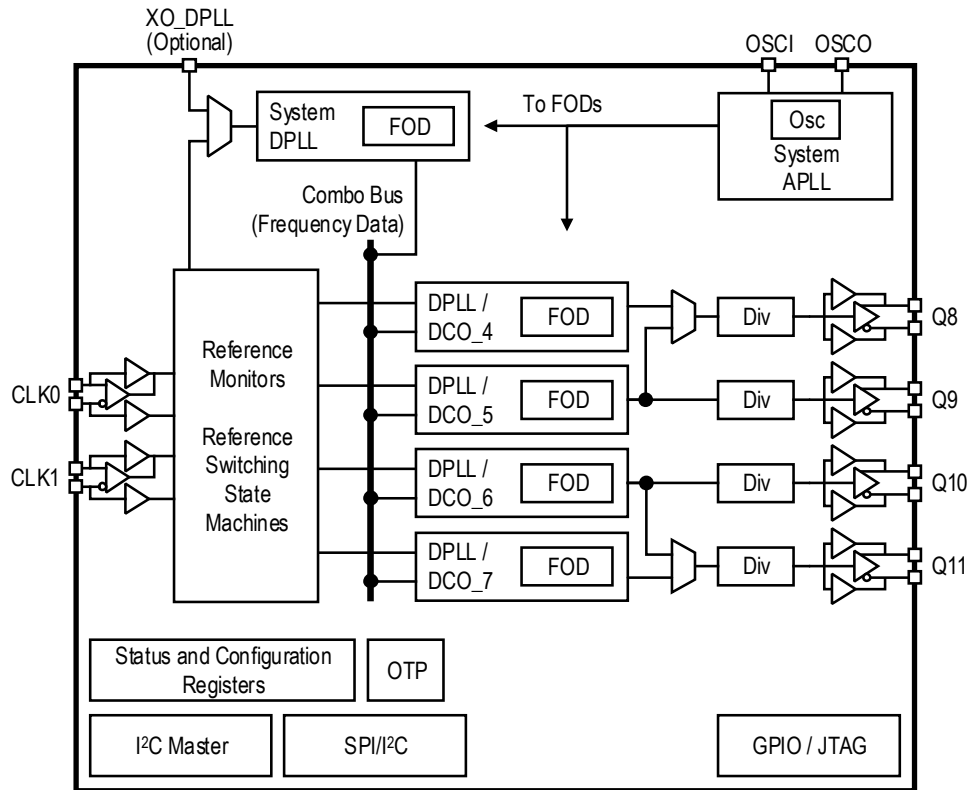 XO_DPLL
(Optional)
OSCI
OSCO
System
DPLL
FOD
To FODs
Osc
System
APLL
Combo Bus
(Frequency Data)
Reference
Monitors
Reference
Switching
State
Machines
CLK0
CLK1
DPLL /
DCO_4
FOD
Div
Q8
DPLL /
DCO_5
FOD
Div
Q9
DPLL /
DCO_6
FOD
Div
Q10
DPLL /
DCO_7
FOD
Div
Q11
Status and Configuration
Registers
OTP
I²C Master
SPI/I²C
GPIO / JTAG